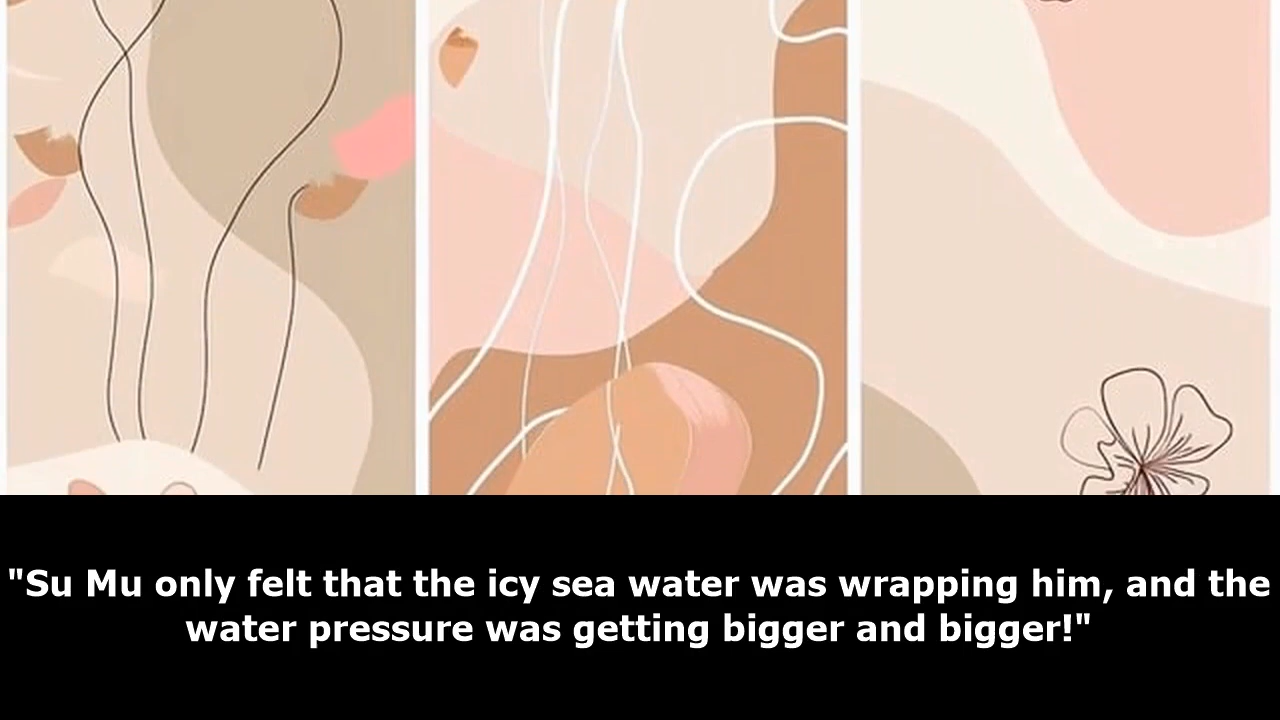 "Su Mu only felt that the icy sea water was wrapping him, and the
water pressure was getting bigger and bigger!"